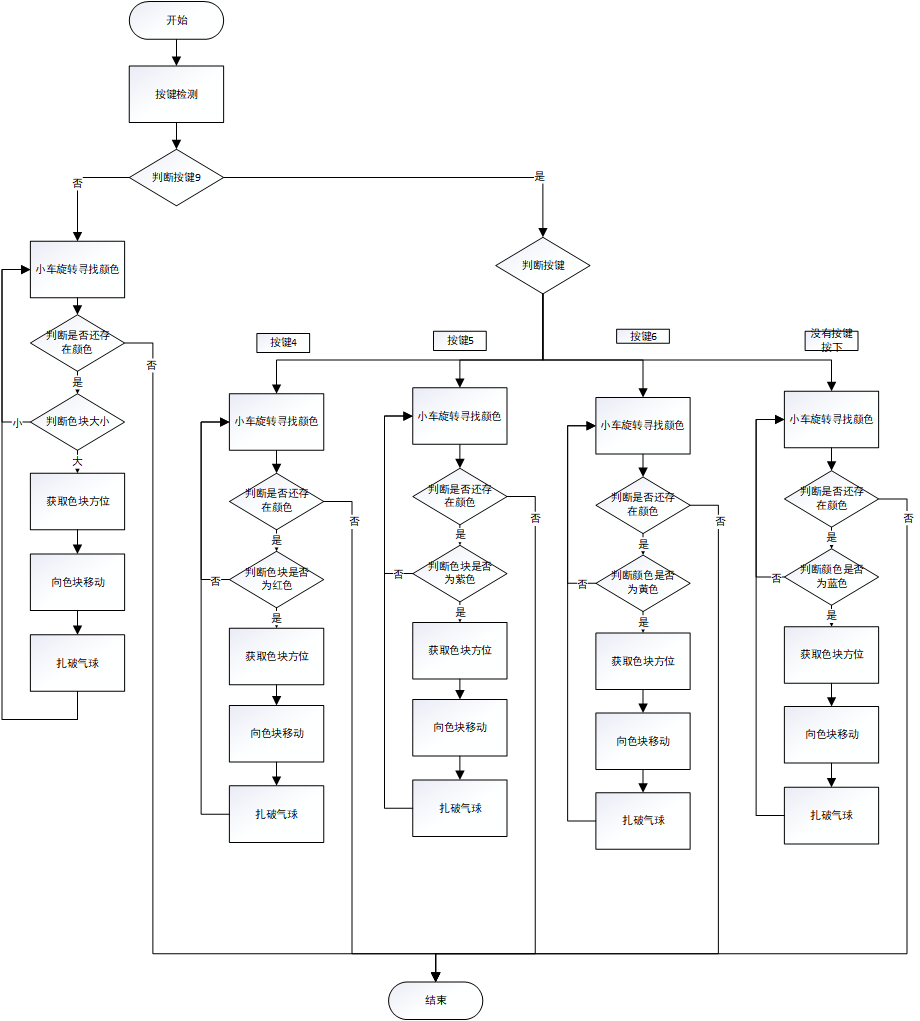 开始
按键检测
判断按键9
否
是
小车旋转寻找颜色
判断是否还存
在颜色
否
是
判断色块大小
小
大
获取色块方位
向色块移动
扎破气球
判断按键
按键4
小车旋转寻找颜色
判断是否还存
在颜色
否
是
判断色块是否
为红色
否
是
获取色块方位
向色块移动
扎破气球
按键5
小车旋转寻找颜色
判断是否还存
在颜色
否
是
判断色块是否
为紫色
否
是
获取色块方位
向色块移动
扎破气球
按键6
小车旋转寻找颜色
判断是否还存
在颜色
否
是
判断颜色是否
为黄色
否
是
获取色块方位
向色块移动
扎破气球
没有按键
按下
小车旋转寻找颜色
判断是否还存
在颜色
否
是
判断颜色是否
为蓝色
否
是
获取色块方位
向色块移动
扎破气球
结束